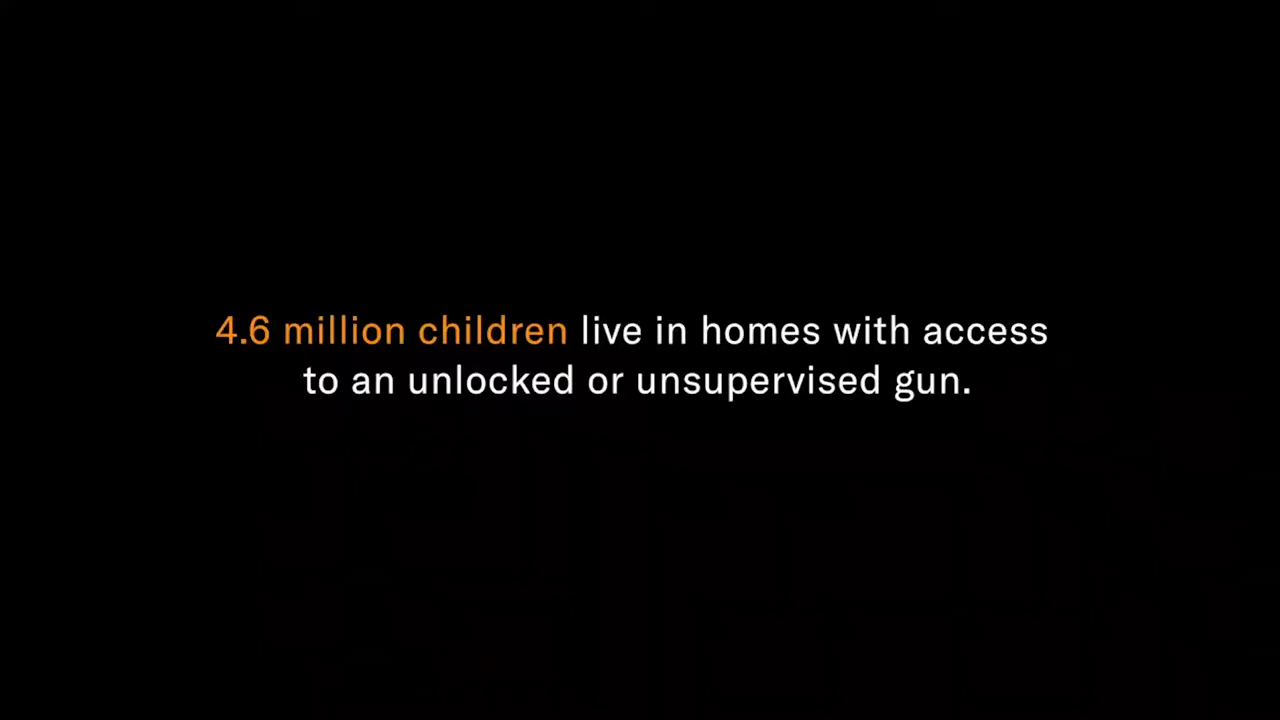 4.6 million children live in homes with access
to an unlocked or unsupervised gun.